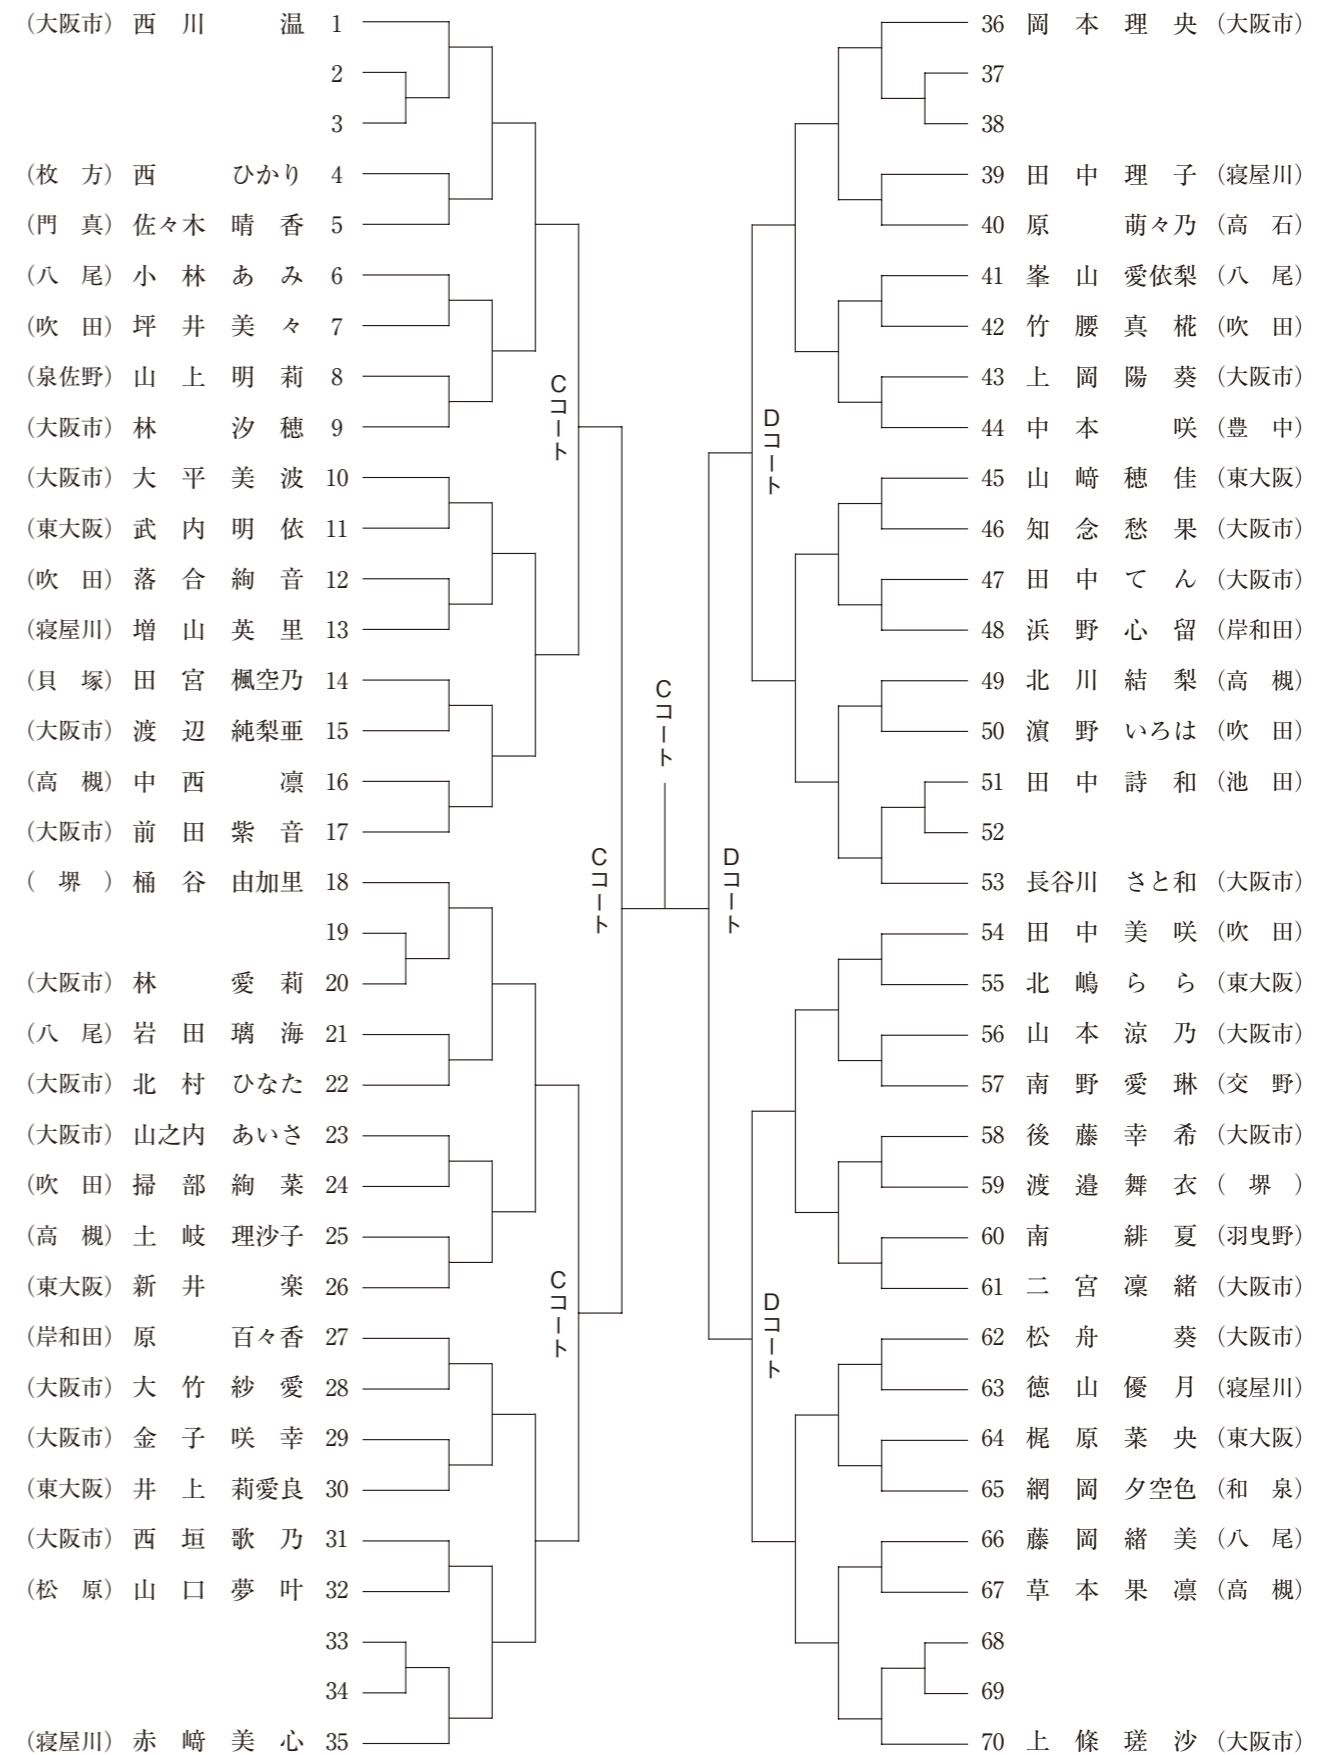 (大阪市) 西川 温 1
2
3
(枚方) 西 ひかり 4
(門真) 佐々木 晴香 5
(八尾) 小林 あみ 6
(吹田) 坪井 美々 7
(泉佐野) 山上 明莉 8
(大阪市) 林 汐穂 9
(大阪市) 大平 美波 10
(東大阪) 武内 明依 11
(吹田) 落合 絢音 12
(寝屋川) 増山 英里 13
(貝塚) 田宮 楓空乃 14
(大阪市) 渡辺 純梨亜 15
(高槻) 中西 凛 16
(大阪市) 前田 紫音 17
(堺) 桶谷 由加里 18
19
(大阪市) 林 愛莉 20
(八尾) 岩田 璃海 21
(大阪市) 北村 ひなた 22
(大阪市) 山之内 あいさ 23
(吹田) 掃部 絢菜 24
(高槻) 土岐 理沙子 25
(東大阪) 新井 楽 26
(岸和田) 原 百々香 27
(大阪市) 大竹 紗愛 28
(大阪市) 金子 咲幸 29
(東大阪) 井上 莉愛良 30
(大阪市) 西垣 歌乃 31
(松原) 山口 夢叶 32
33
34
(寝屋川) 赤﨑 美心 35
Cコート
Cコート
Cコート
Cコート
Dコート
Dコート
Dコート
36 岡本 理央 (大阪市)
37
38
39 田中 理子 (寝屋川)
40 原 萌々乃 (高石)
41 峯山 愛依梨 (八尾)
42 竹腰 真椛 (吹田)
43 上岡 陽葵 (大阪市)
44 中本 咲 (豊中)
45 山﨑 穂佳 (東大阪)
46 知念 愁果 (大阪市)
47 田中 てん (大阪市)
48 浜野 心留 (岸和田)
49 北川 結梨 (高槻)
50 濵野 いろは (吹田)
51 田中 詩和 (池田)
52
53 長谷川 さと和 (大阪市)
54 田中 美咲 (吹田)
55 北嶋 らら (東大阪)
56 山本 涼乃 (大阪市)
57 南野 愛琳 (交野)
58 後藤 幸希 (大阪市)
59 渡邉 舞衣 (堺)
60 南 緋夏 (羽曳野)
61 二宮 凜緒 (大阪市)
62 松舟 葵 (大阪市)
63 徳山 優月 (寝屋川)
64 梶原 菜央 (東大阪)
65 網岡 夕空色 (和泉)
66 藤岡 緒美 (八尾)
67 草本 果凛 (高槻)
68
69
70 上條 瑳沙 (大阪市)